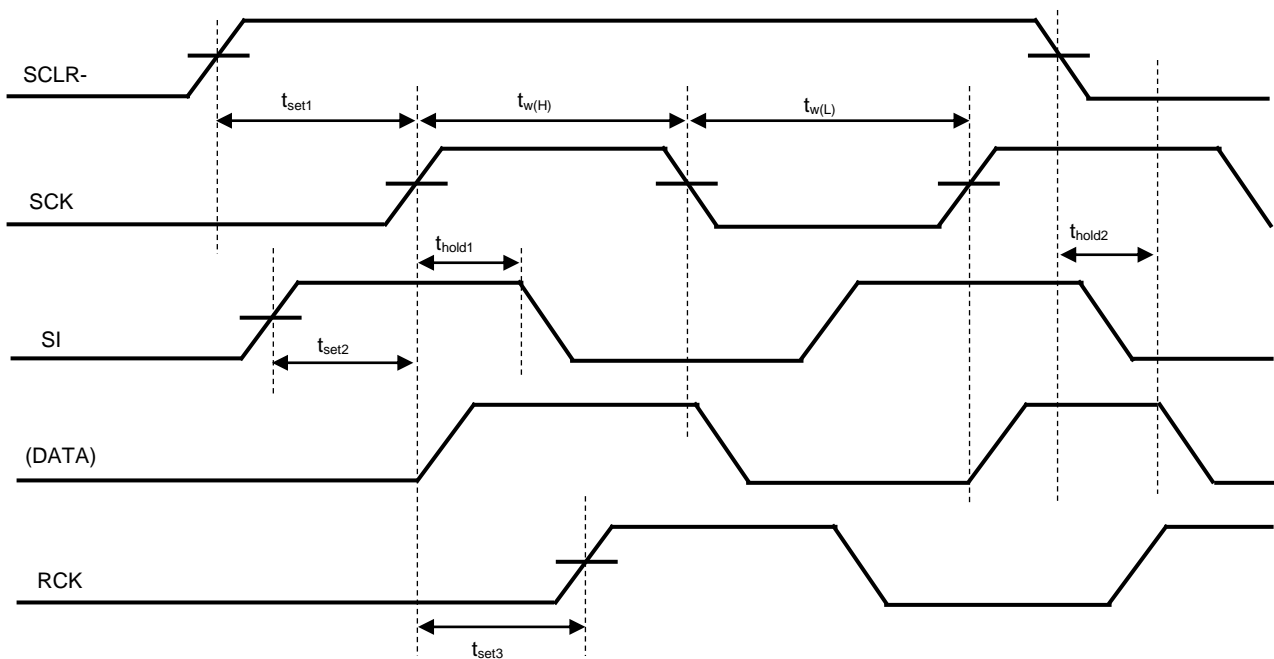 SCLR-
tset1
tw(H)
tw(L)
SCK
thold1
thold2
SI
tset2
(DATA)
RCK
tset3